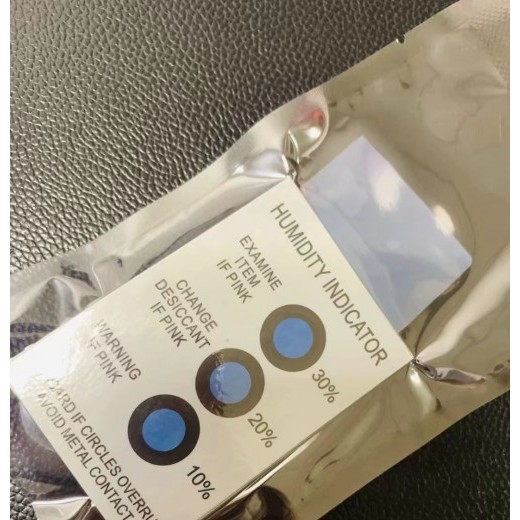 HUMIDITY INDICATOR
EXAMINE
ITEM
IF PINK
30%
CHANGE
DESICCANT
IF PINK
20%
WARNING
IF PINK
10%
CARD IF CIRCLES OVERRU
AVOID METAL CONTACT